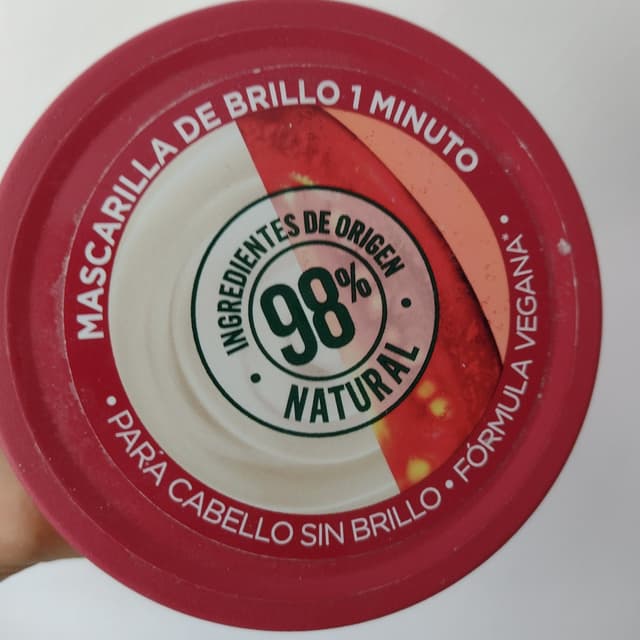 MASCARILLA DE BRILLO 1 MINUTO
INGREDIENTES DE ORIGEN
98%
• NATURAL •
• PARA CABELLO SIN BRILLO • FÓRMULA VEGANA* •